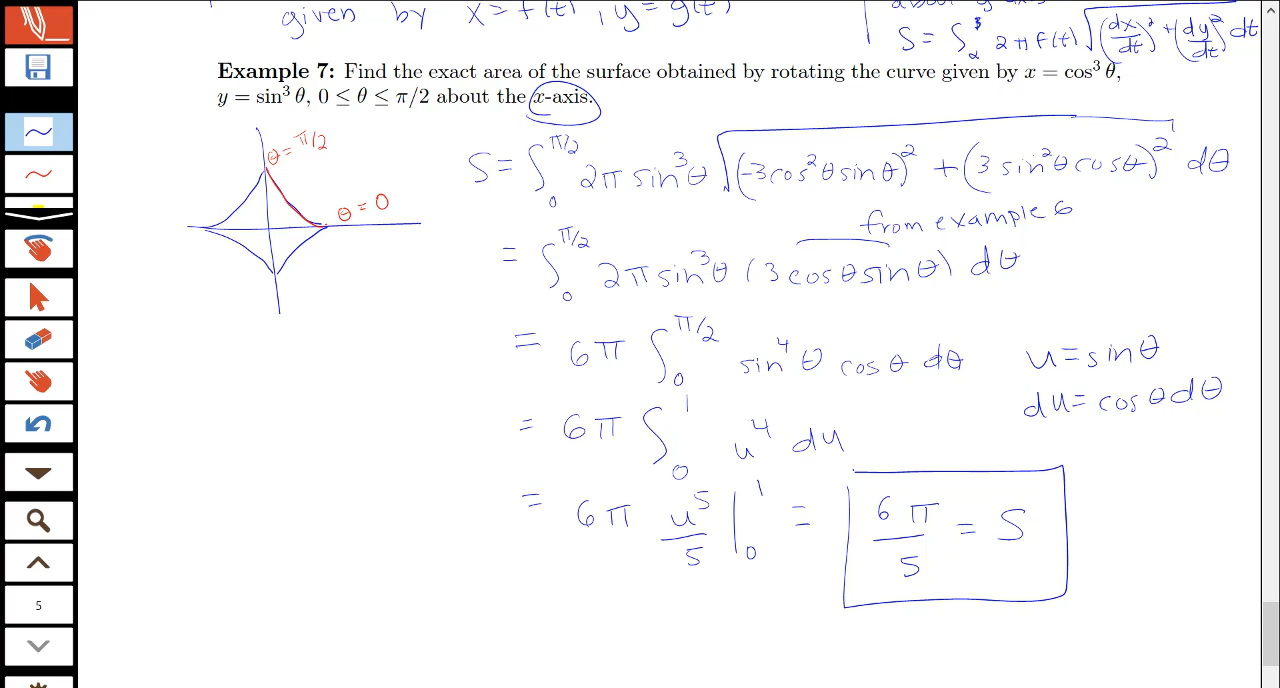 given by x = f(t), y = g(t)
S = ∫_α^β 2π f(t) √((dx/dt)² + (dy/dt)²) dt
Example 7: Find the exact area of the surface obtained by rotating the curve given by x = cos³ θ,
y = sin³ θ, 0 ≤ θ ≤ π/2 about the x-axis.
θ = π/2
θ = 0
S = ∫_0^{π/2} 2π sin³θ √((-3cos²θ sinθ)² + (3 sin²θ cosθ)²) dθ
from example 6
= ∫_0^{π/2} 2π sin³θ (3 cosθ sinθ) dθ
= 6π ∫_0^{π/2} sin⁴ θ cos θ dθ
u = sinθ
du = cos θ dθ
= 6π ∫_0^1 u⁴ du
= 6π u⁵/5 |_0^1 = 6π/5 = S
5